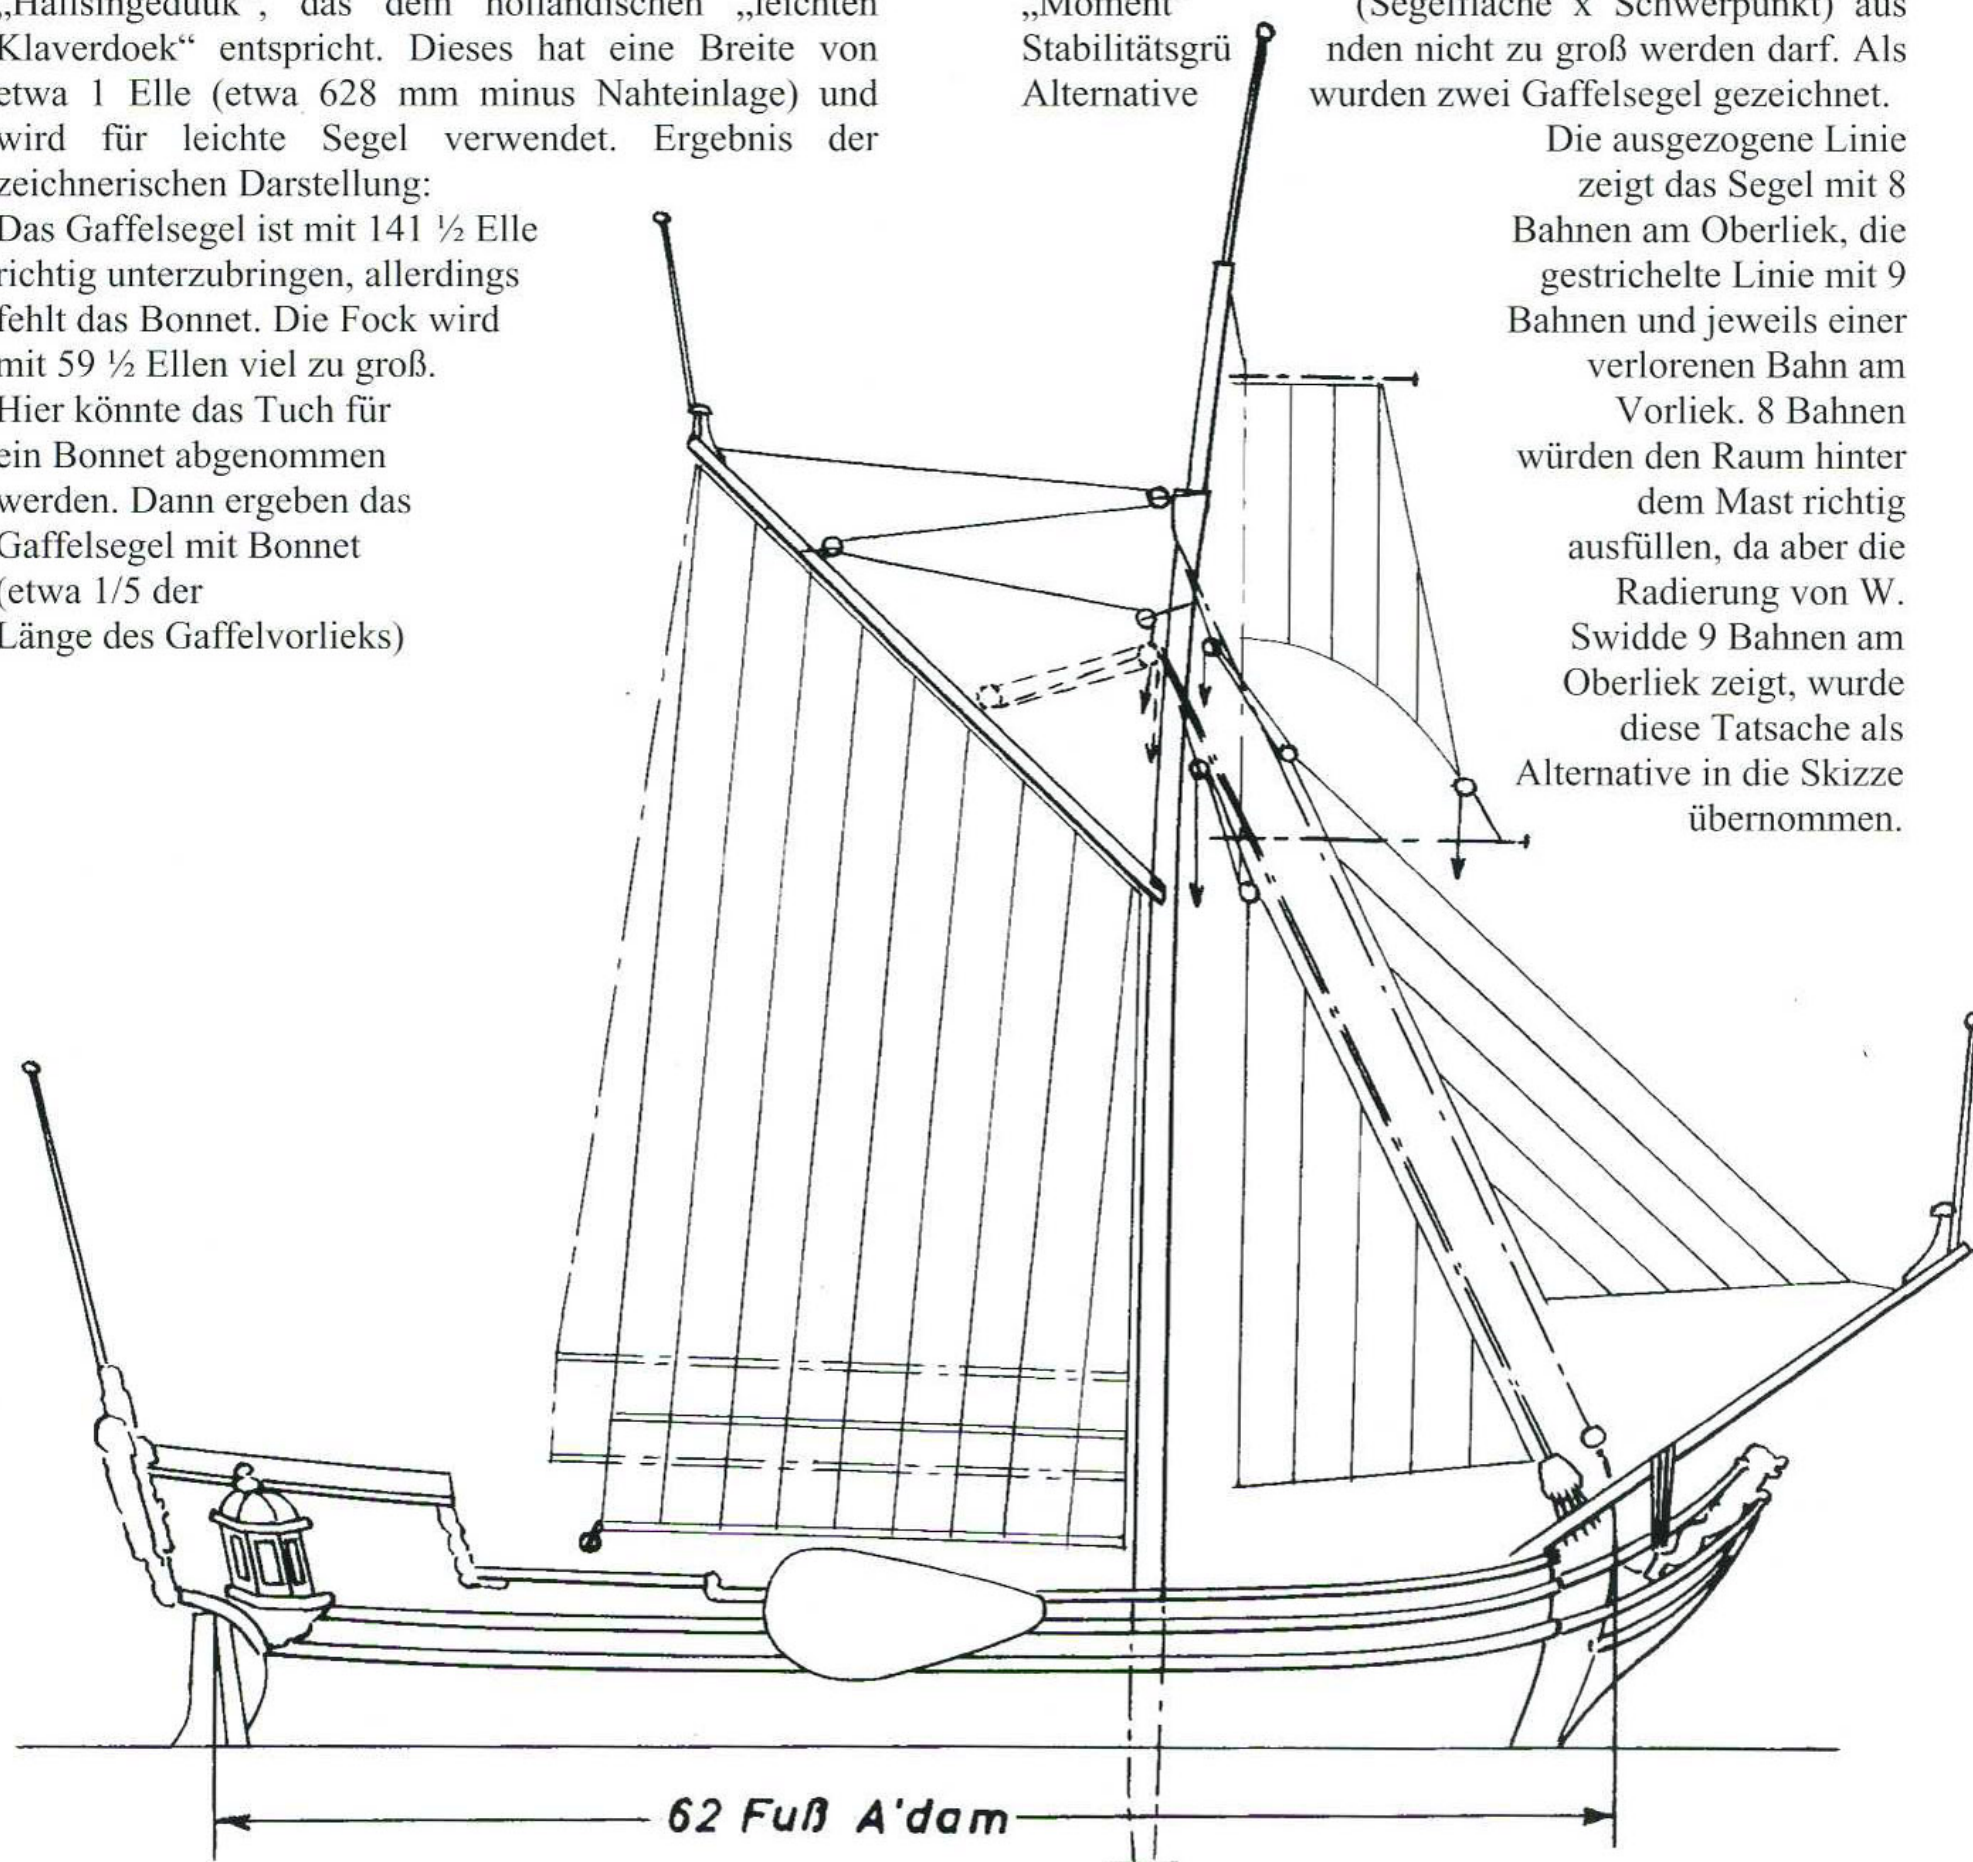 „Hallsingeduuk“, das dem holländischen „leichten
Klaverdoek“ entspricht. Dieses hat eine Breite von
etwa 1 Elle (etwa 628 mm minus Nahteinlage) und
wird für leichte Segel verwendet. Ergebnis der
zeichnerischen Darstellung:
Das Gaffelsegel ist mit 141 ½ Elle
richtig unterzubringen, allerdings
fehlt das Bonnet. Die Fock wird
mit 59 ½ Ellen viel zu groß.
Hier könnte das Tuch für
ein Bonnet abgenommen
werden. Dann ergeben das
Gaffelsegel mit Bonnet
(etwa 1/5 der
Länge des Gaffelvorlieks)
„Moment (Segelfläche x Schwerpunkt) aus
Stabilitätsgrü nden nicht zu groß werden darf. Als
Alternative wurden zwei Gaffelsegel gezeichnet.
Die ausgezogene Linie
zeigt das Segel mit 8
Bahnen am Oberliek, die
gestrichelte Linie mit 9
Bahnen und jeweils einer
verlorenen Bahn am
Vorliek. 8 Bahnen
würden den Raum hinter
dem Mast richtig
ausfüllen, da aber die
Radierung von W.
Swidde 9 Bahnen am
Oberliek zeigt, wurde
diese Tatsache als
Alternative in die Skizze
übernommen.
62 Fuß A'dam